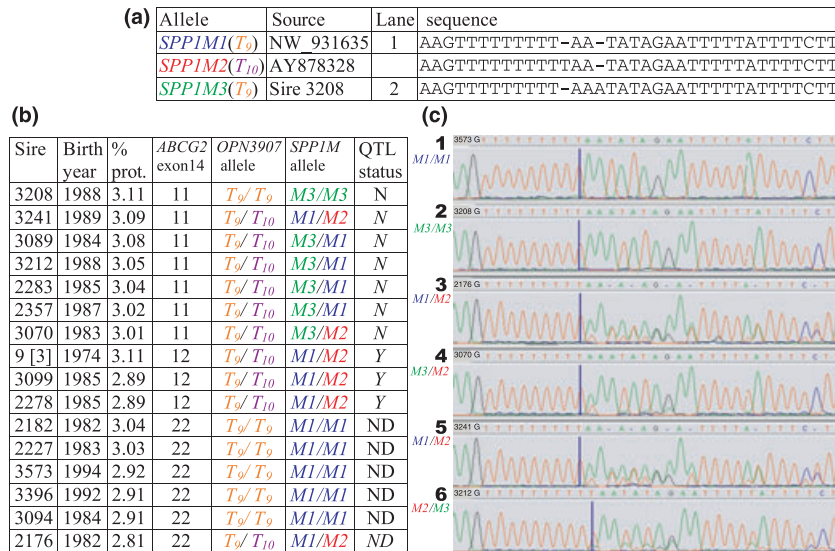 Allele Source Lane sequence
SPP1M1(T9) NW_931635 1 AAGTTTTTTTTT-AA-TATAGAATTTTTATTTTCTT
SPP1M2(T10) AY878328 AAGTTTTTTTTTTAA-TATAGAATTTTTATTTTCTT
SPP1M3(T9) Sire 3208 2 AAGTTTTTTTTT-AAATATAGAATTTTTATTTTCTT
(a)
(b)
Sire Birth year % prot. ABCG2 exon14 OPN3907 allele SPP1M allele QTL status
3208 1988 3.11 11 T9/ T9 M3/M3 N
3241 1989 3.09 11 T9/ T10 M1/M2 N
3089 1984 3.08 11 T9/ T10 M3/M1 N
3212 1988 3.05 11 T9/ T10 M3/M1 N
2283 1985 3.04 11 T9/ T10 M3/M1 N
2357 1987 3.02 11 T9/ T10 M3/M1 N
3070 1983 3.01 11 T9/ T10 M3/M2 N
9 [3] 1974 3.11 12 T9/ T10 M1/M2 Y
3099 1985 2.89 12 T9/ T10 M1/M2 Y
2278 1985 2.89 12 T9/ T10 M1/M2 Y
2182 1982 3.04 22 T9/ T9 M1/M1 ND
2227 1983 3.03 22 T9/ T9 M1/M1 ND
3573 1994 2.92 22 T9/ T9 M1/M1 ND
3396 1992 2.91 22 T9/ T9 M1/M1 ND
3094 1984 2.91 22 T9/ T9 M1/M1 ND
2176 1982 2.81 22 T9/ T10 M1/M2 ND
(c)
1 3573 G
M1/M1
2 3208 G
M3/M3
3 2176 G
M1/M2
4 3070 G
M3/M2
5 3241 G
M1/M2
6 3212 G
M2/M3